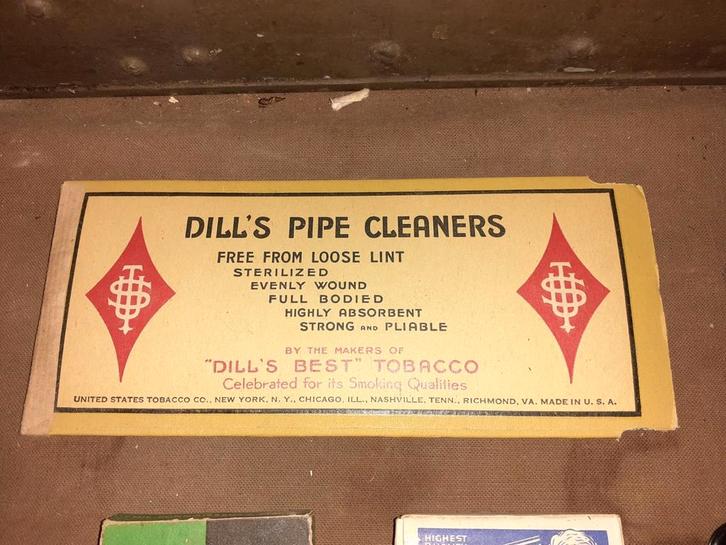 DILL'S PIPE CLEANERS
FREE FROM LOOSE LINT
STERILIZED
EVENLY WOUND
FULL BODIED
HIGHLY ABSORBENT
STRONG AND PLIABLE
BY THE MAKERS OF
"DILL'S BEST" TOBACCO
Celebrated for its Smoking Qualities
UNITED STATES TOBACCO CO., NEW YORK, N. Y., CHICAGO, ILL., NASHVILLE, TENN., RICHMOND, VA. MADE IN U. S. A.
HIGHEST